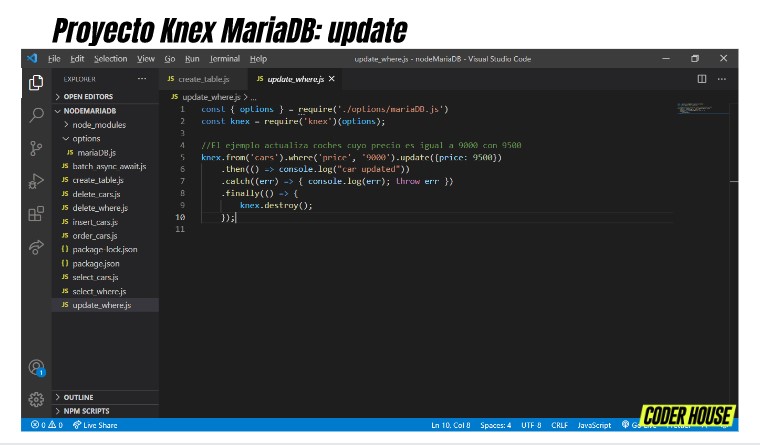 Proyecto Knex MariaDB: update
File Edit Selection View Go Run Terminal Help
update_where.js - nodeMariaDB - Visual Studio Code
EXPLORER
create_table.js
update_where.js
OPEN EDITORS
NODEMARIADB
node_modules
options
JS mariaDB.js
JS batch_async_await.js
JS create_table.js
JS delete_cars.js
JS delete_where.js
JS insert_cars.js
JS order_cars.js
{} package-lock.json
{} package.json
JS select_cars.js
JS select_where.js
JS update_where.js
OUTLINE
NPM SCRIPTS
JS update_where.js > ...
1 const { options } = require('./options/mariaDB.js')
2 const knex = require('knex')(options);
3
4 //El ejemplo actualiza coches cuyo precio es igual a 9000 con 9500
5 knex.from('cars').where('price', '9000').update({price: 9500})
6 .then(() => console.log("car updated"))
7 .catch((err) => { console.log(err); throw err })
8 .finally(() => {
9 knex.destroy();
10 });
11
0 0 Live Share
Ln 10, Col 8 Spaces: 4 UTF-8 CRLF JavaScript
CODER HOUSE